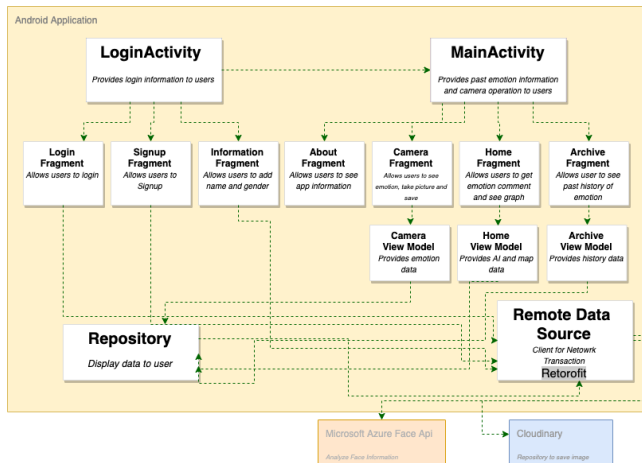 Android Application
LoginActivity
Provides login information to users
MainActivity
Provides past emotion information
and camera operation to users
Login
Fragment
Allows users to login
Signup
Fragment
Allows users to
Signup
Information
Fragment
Allows users to add
name and gender
About
Fragment
Allows users to see
app information
Camera
Fragment
Allows users to see
emotion, take picture and
save
Home
Fragment
Allows users to get
emotion comment
and see graph
Archive
Fragment
Allows user to see
past history of
emotion
Camera
View Model
Provides emotion
data
Home
View Model
Provides AI and map
data
Archive
View Model
Provides history data
Repository
Display data to user
Remote Data
Source
Client for Netowrk
Transaction
Retorofit
Microsoft Azure Face Api
Analyze Face Information
Cloudinary
Repository to save image